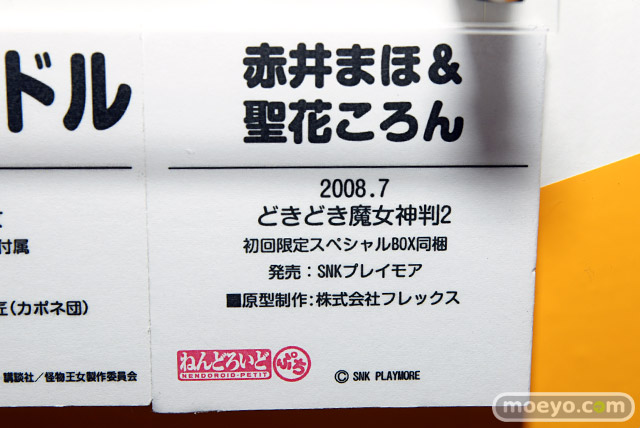 ドル
付属
匠(カポネ団)
講談社／怪物王女製作委員会
赤井まほ&
聖花ころん
2008.7
どきどき魔女神判2
初回限定スペシャルBOX同梱
発売：SNKプレイモア
■原型制作：株式会社フレックス
ねんどろいど ぷち
NENDOROID-PETIT
© SNK PLAYMORE
moeyo.com